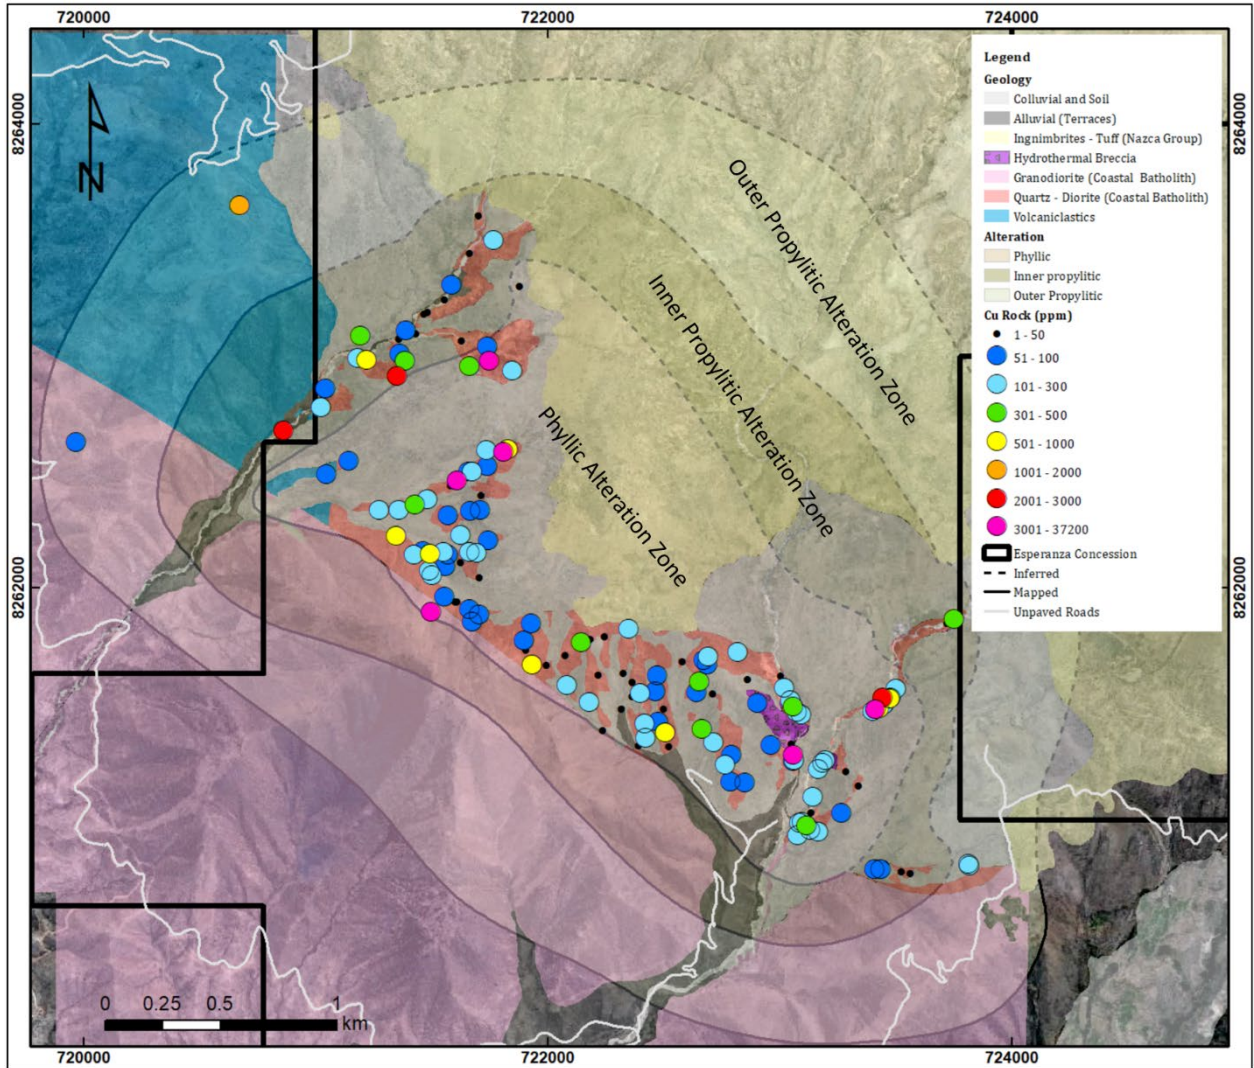 720000
722000
724000
8264000
8264000
N
Legend
Geology
Colluvial and Soil
Alluvial (Terraces)
Ingnimbrites - Tuff (Nazca Group)
Hydrothermal Breccia
Granodiorite (Coastal Batholith)
Quartz - Diorite (Coastal Batholith)
Volcaniclastics
Alteration
Phyllic
Inner propylitic
Outer Propylitic
Cu Rock (ppm)
1 - 50
51 - 100
101 - 300
301 - 500
501 - 1000
1001 - 2000
2001 - 3000
3001 - 37200
Esperanza Concession
Inferred
Mapped
Unpaved Roads
Outer Propylitic Alteration Zone
Inner Propylitic Alteration Zone
Phyllic Alteration Zone
8262000
8262000
0 0.25 0.5 1
km
720000
722000
724000